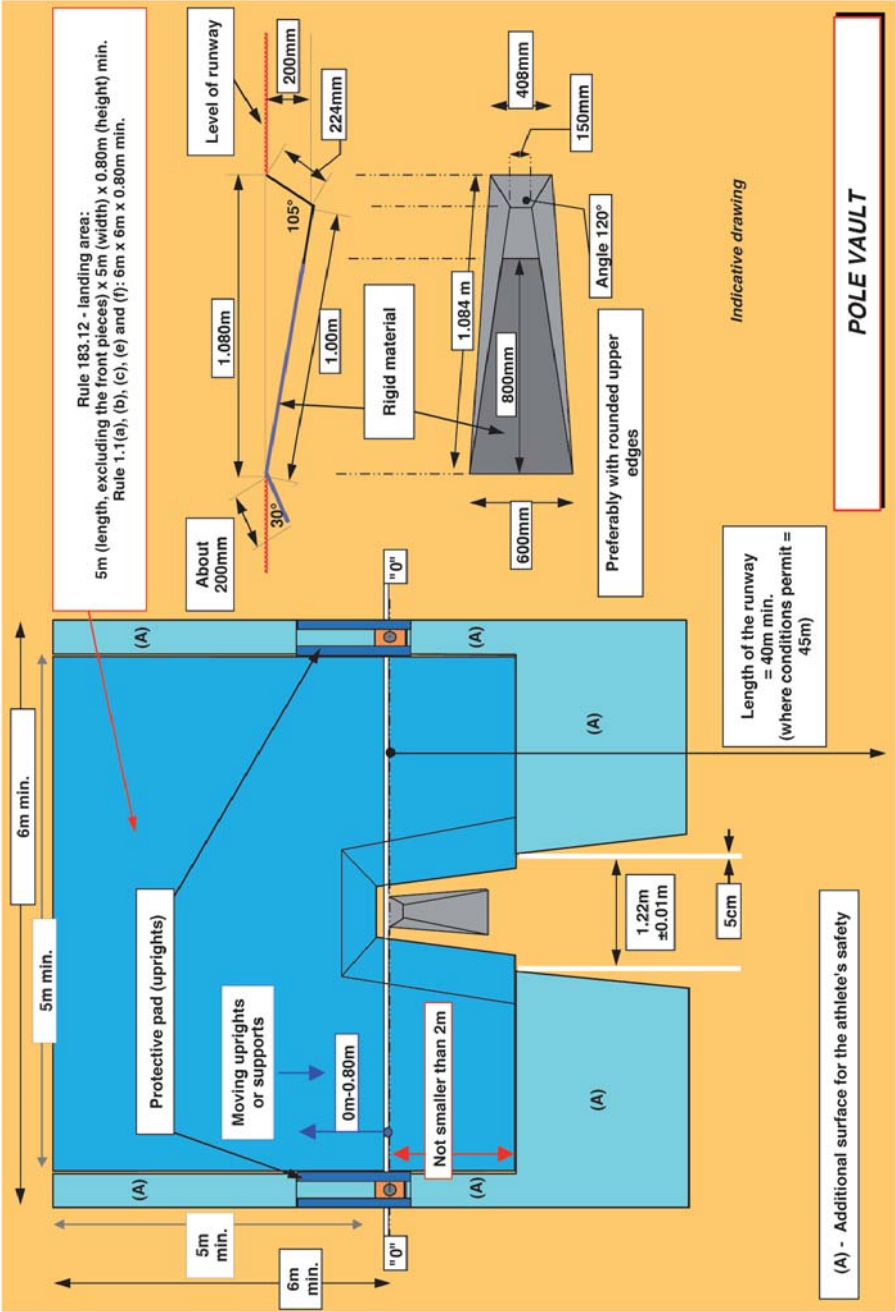 Rule 183.12 - landing area:
5m (length, excluding the front pieces) x 5m (width) x 0.80m (height) min.
Rule 1.1(a), (b), (c), (e) and (f): 6m x 6m x 0.80m min.
6m min.
5m min.
(A)
(A)
Protective pad (uprights)
Moving uprights
or supports
0m-0.80m
5m
min.
6m
min.
"0"
"0"
Not smaller than 2m
(A)
(A)
(A)
1.22m
±0.01m
5cm
Length of the runway
= 40m min.
(where conditions permit =
45m)
(A) - Additional surface for the athlete's safety
About
200mm
30°
1.080m
1.00m
105°
Level of runway
200mm
224mm
Rigid material
1.084 m
800mm
600mm
408mm
150mm
Angle 120°
Preferably with rounded upper
edges
Indicative drawing
POLE VAULT